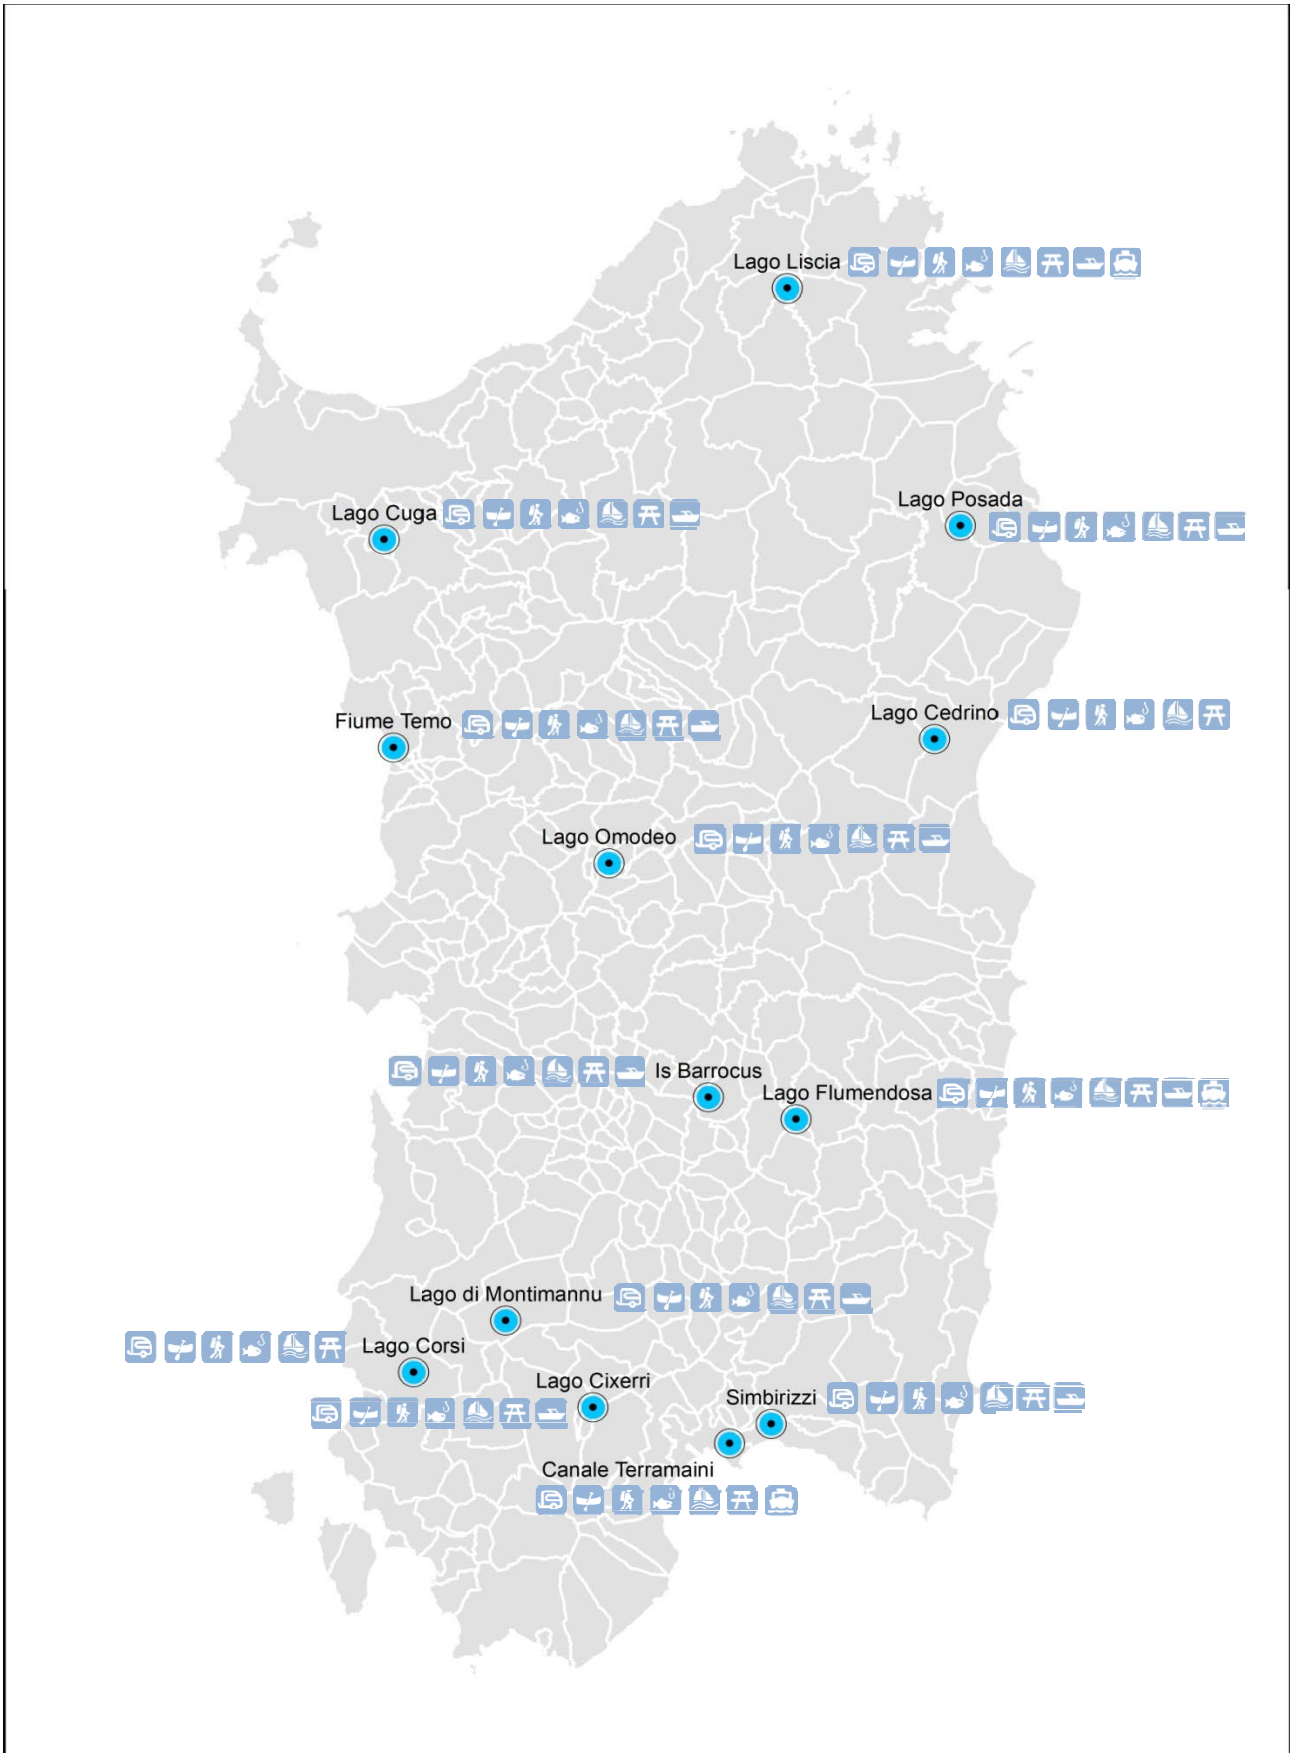 Lago Liscia
Lago Posada
Lago Cuga
Lago Cedrino
Fiume Temo
Lago Omodeo
Is Barrocus
Lago Flumendosa
Lago di Montimannu
Lago Corsi
Lago Cixerri
Simbirizzi
Canale Terramaini